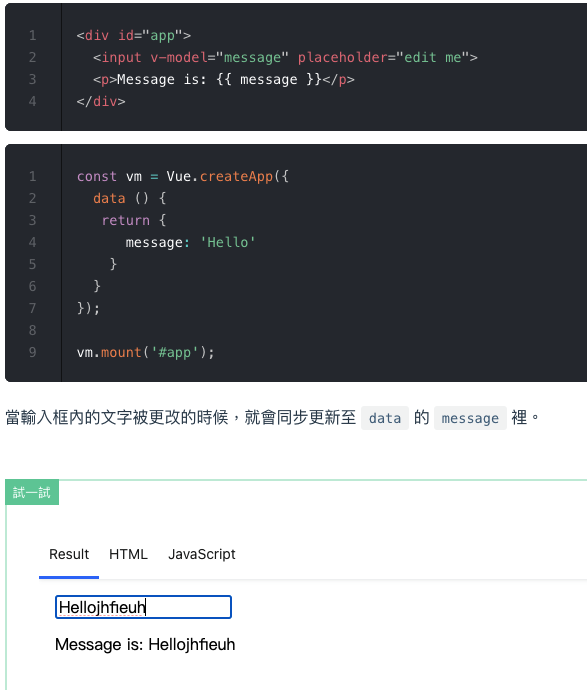 1 <div id="app">
2   <input v-model="message" placeholder="edit me">
3   <p>Message is: {{ message }}</p>
4 </div>
1 const vm = Vue.createApp({
2   data () {
3    return {
4       message: 'Hello'
5     }
6   }
7 });
8
9 vm.mount('#app');
當輸入框內的文字被更改的時候，就會同步更新至 data 的 message 裡。
試一試
Result HTML JavaScript
Hellojhfieuh
Message is: Hellojhfieuh